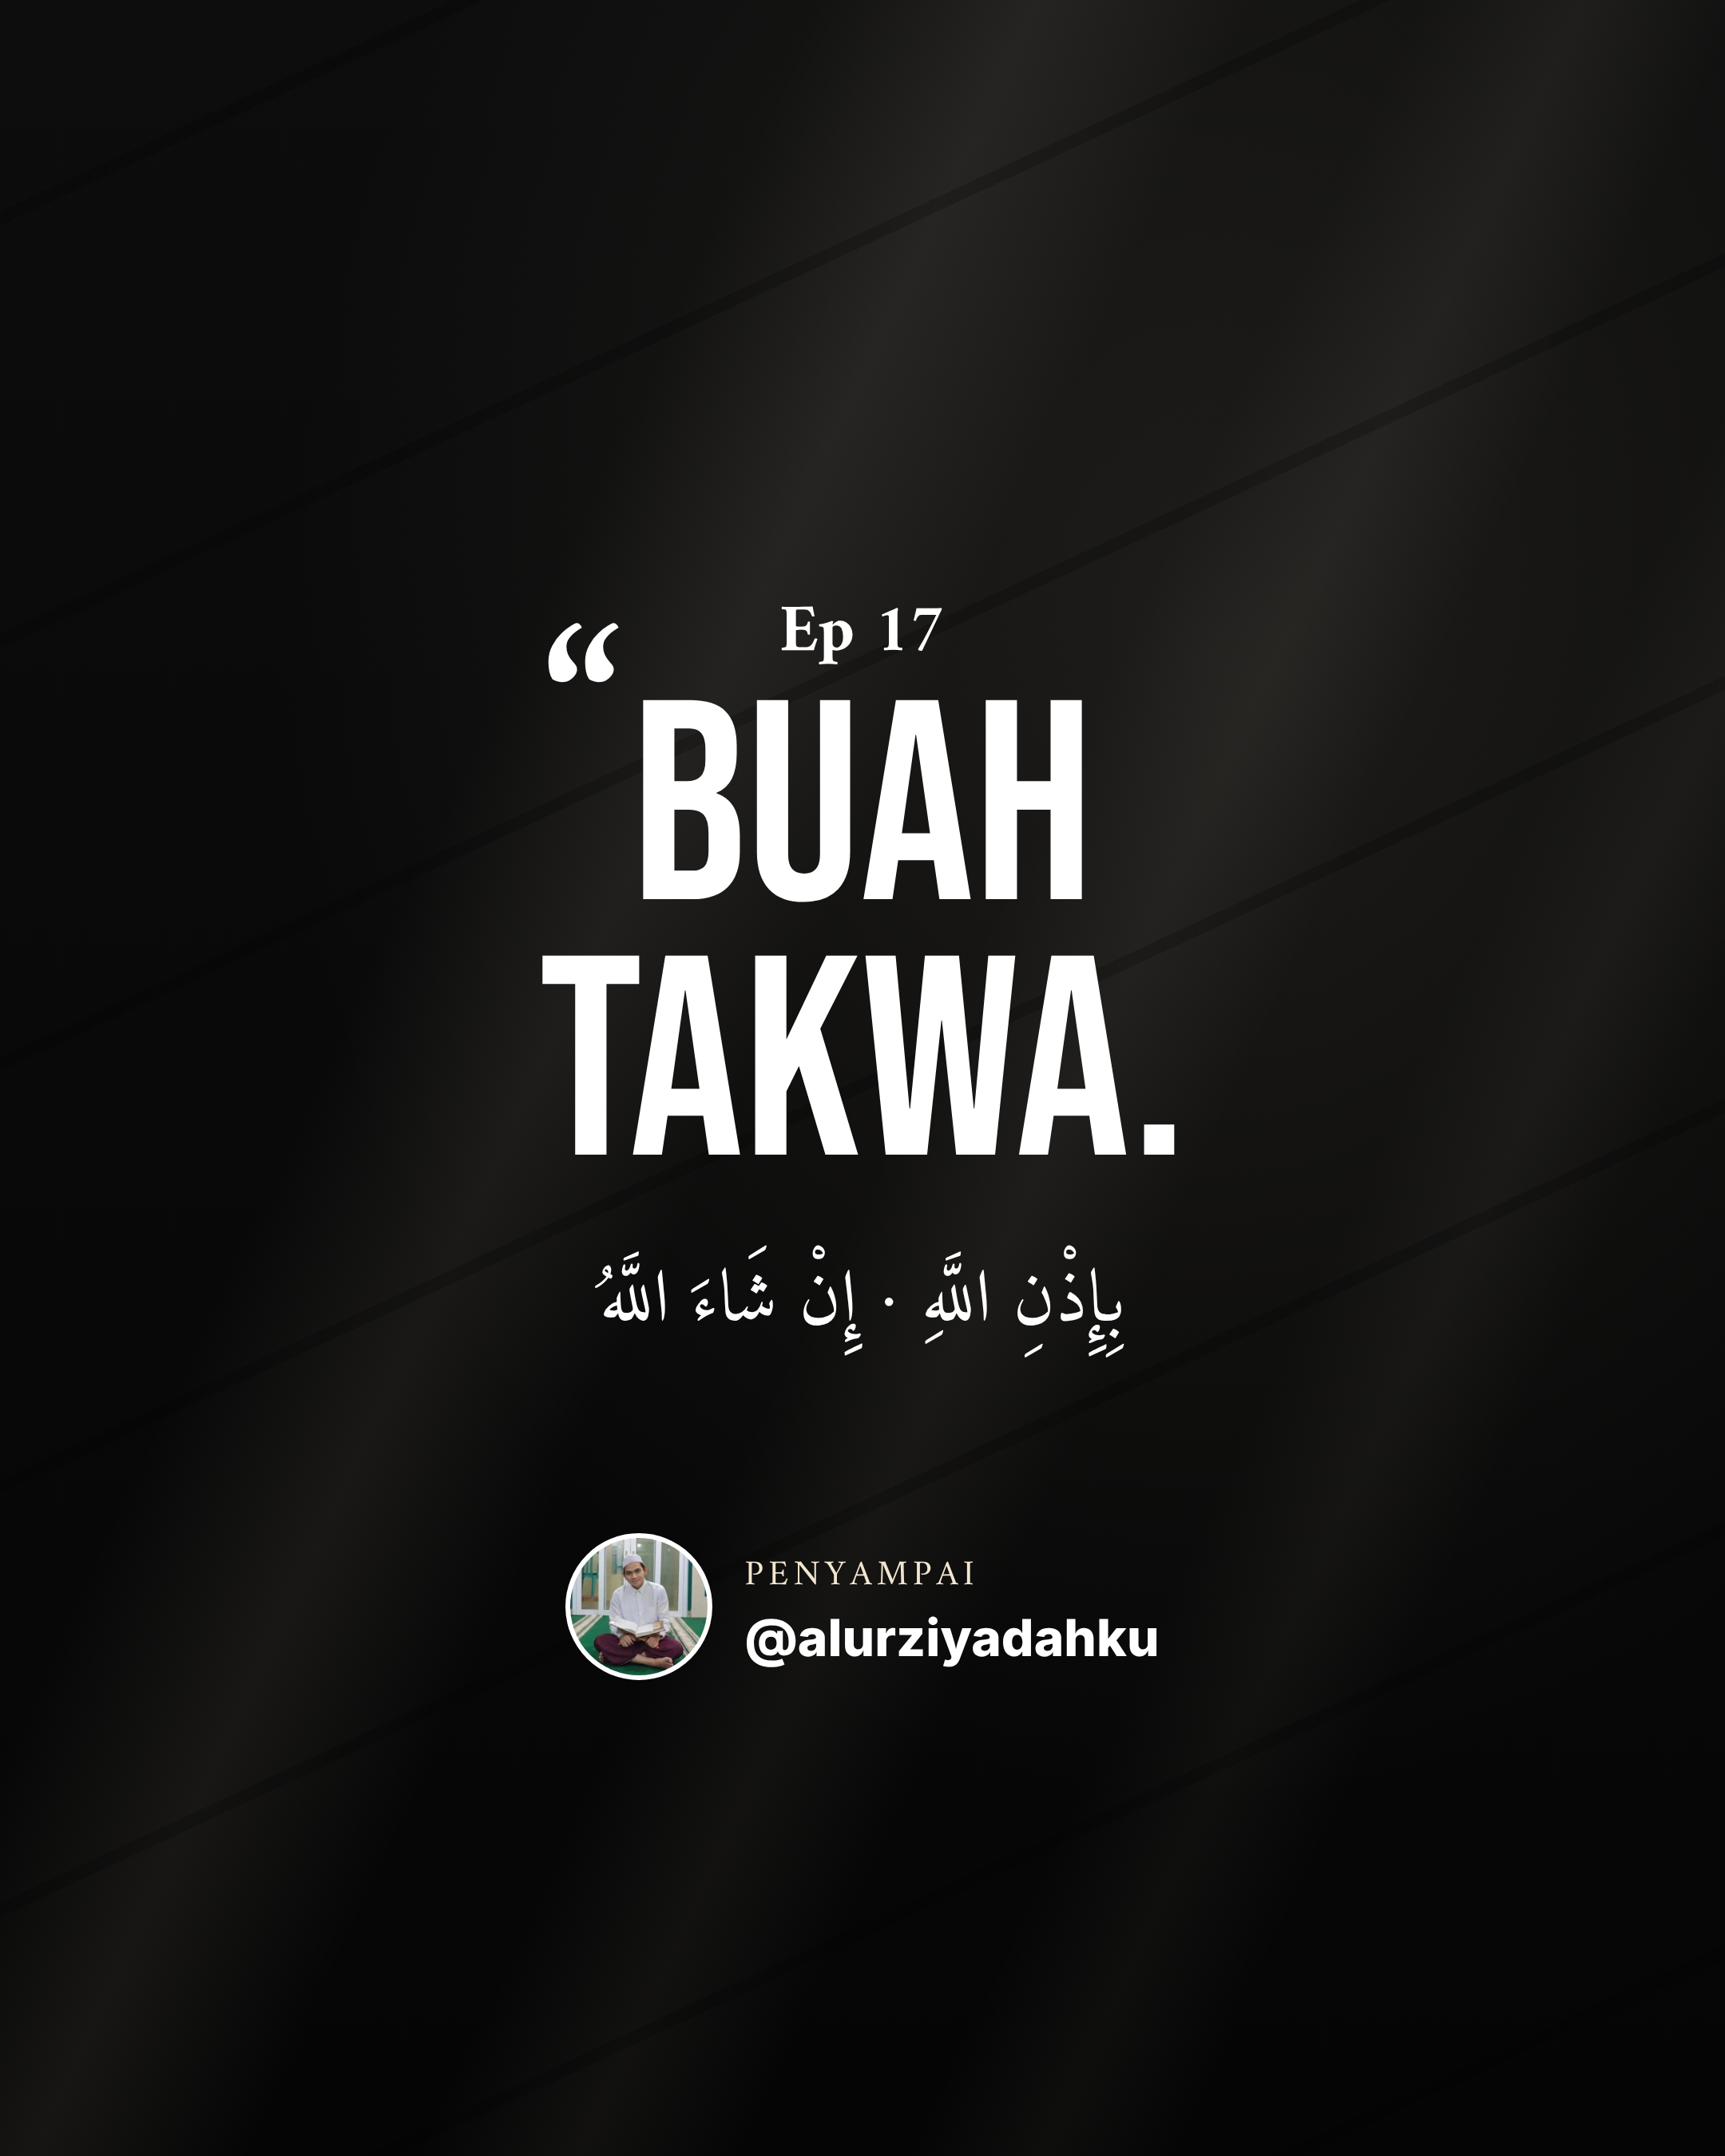 Ep 17
“
BUAH
TAKWA.
بِإِذْنِ اللَّهِ · إِنْ شَاءَ اللَّهُ
PENYAMPAI
@alurziyadahku